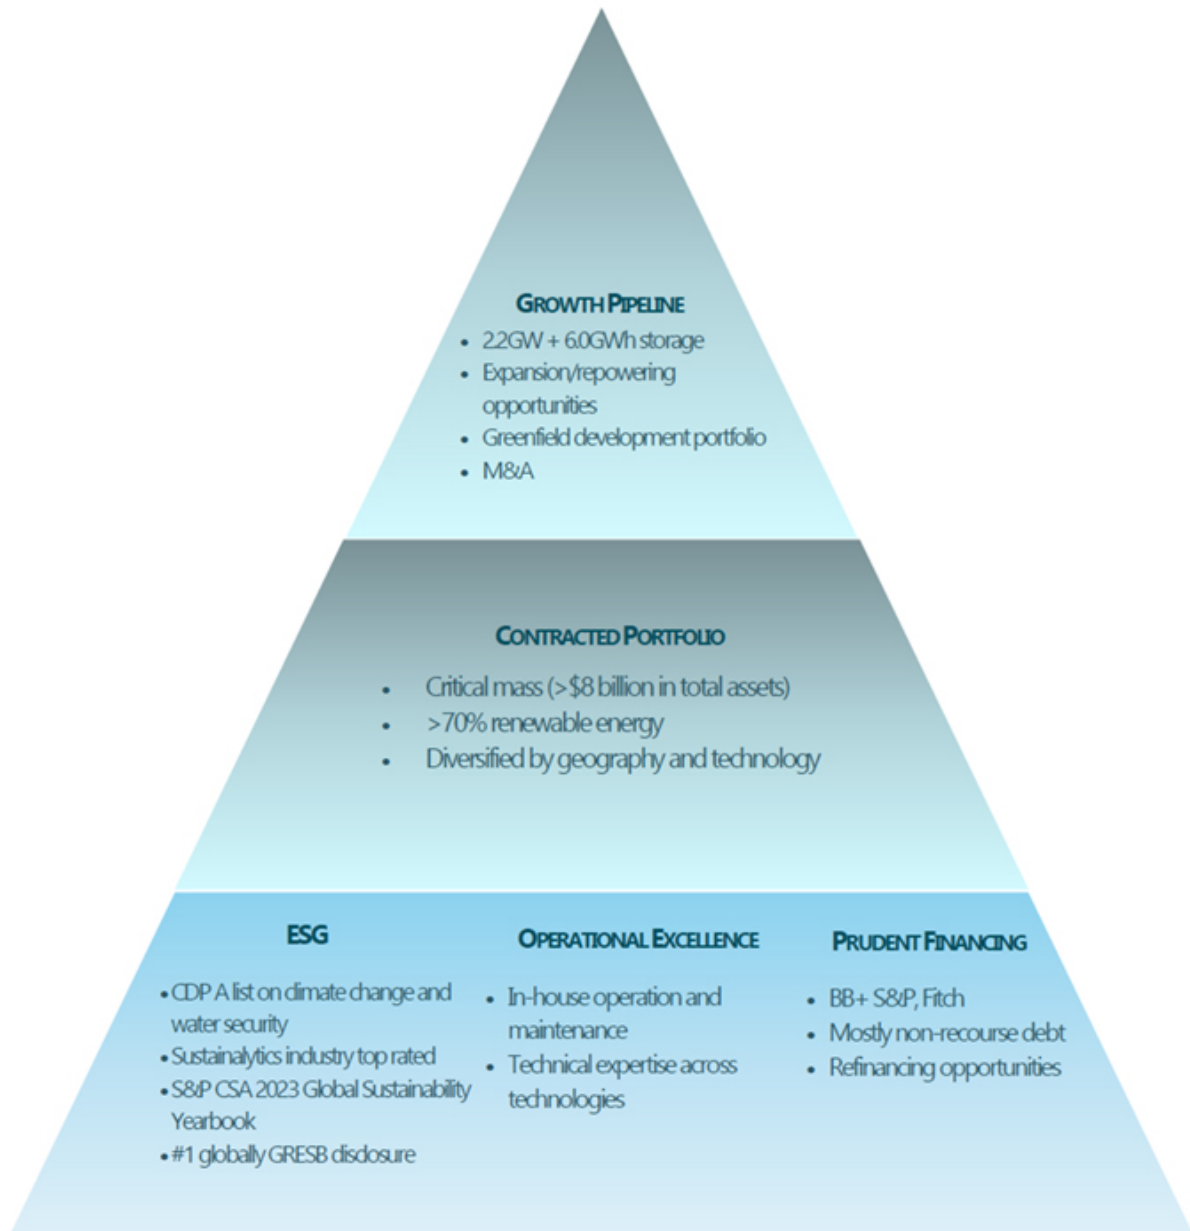 GROWTH PIPELINE
• 2.2GW + 6.0GWh storage
• Expansion/repowering
opportunities
• Greenfield development portfolio
• M&A
CONTRACTED PORTFOLIO
• Critical mass (>$8 billion in total assets)
• >70% renewable energy
• Diversified by geography and technology
ESG
• CDP A list on climate change and
water security
• Sustainalytics industry top rated
• S&P CSA 2023 Global Sustainability
Yearbook
• #1 globally GRESB disclosure
OPERATIONAL EXCELLENCE
• In-house operation and
maintenance
• Technical expertise across
technologies
PRUDENT FINANCING
• BB+ S&P, Fitch
• Mostly non-recourse debt
• Refinancing opportunities